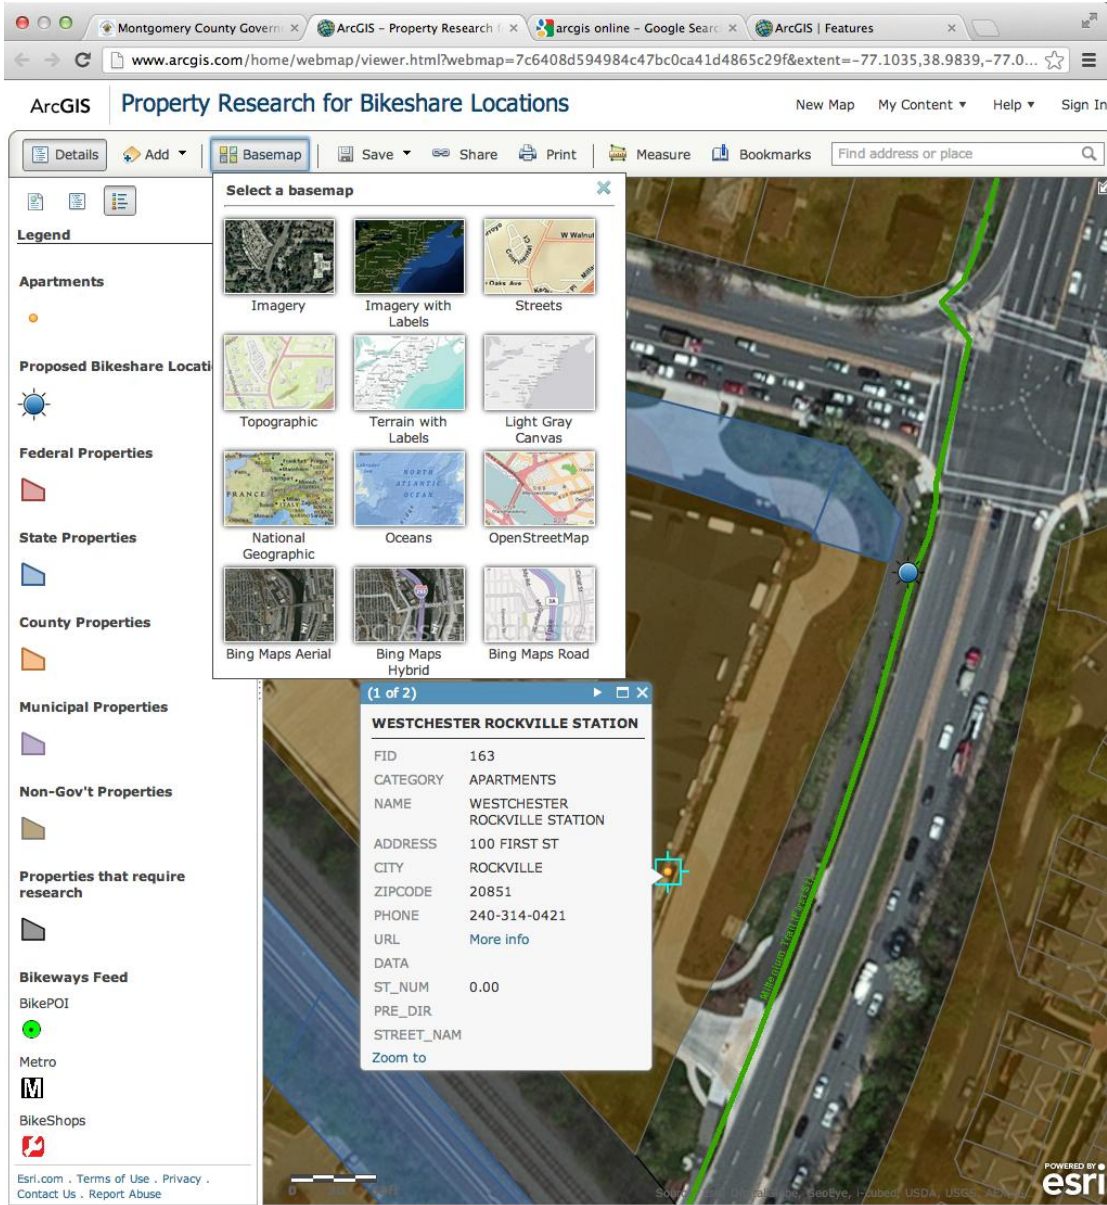 Montgomery County Governm
ArcGIS - Property Research f
arcgis online - Google Searc
ArcGIS | Features
www.arcgis.com/home/webmap/viewer.html?webmap=7c6408d594984c47bc0ca41d4865c29f&extent=-77.1035,38.9839,-77.0...
ArcGIS
Property Research for Bikeshare Locations
New Map
My Content
Help
Sign In
Details
Add
Basemap
Save
Share
Print
Measure
Bookmarks
Find address or place
Select a basemap
Imagery
Imagery with
Labels
Streets
Topographic
Terrain with
Labels
Light Gray
Canvas
National
Geographic
Oceans
OpenStreetMap
Bing Maps Aerial
Bing Maps
Hybrid
Bing Maps Road
Legend
Apartments
Proposed Bikeshare Locati
Federal Properties
State Properties
County Properties
Municipal Properties
Non-Gov't Properties
Properties that require
research
Bikeways Feed
BikePOI
Metro
M
BikeShops
Esri.com . Terms of Use . Privacy .
Contact Us . Report Abuse
(1 of 2)
WESTCHESTER ROCKVILLE STATION
FID 163
CATEGORY APARTMENTS
NAME WESTCHESTER
ROCKVILLE STATION
ADDRESS 100 FIRST ST
CITY ROCKVILLE
ZIPCODE 20851
PHONE 240-314-0421
URL More info
DATA
ST_NUM 0.00
PRE_DIR
STREET_NAM
Zoom to
POWERED BY
esri